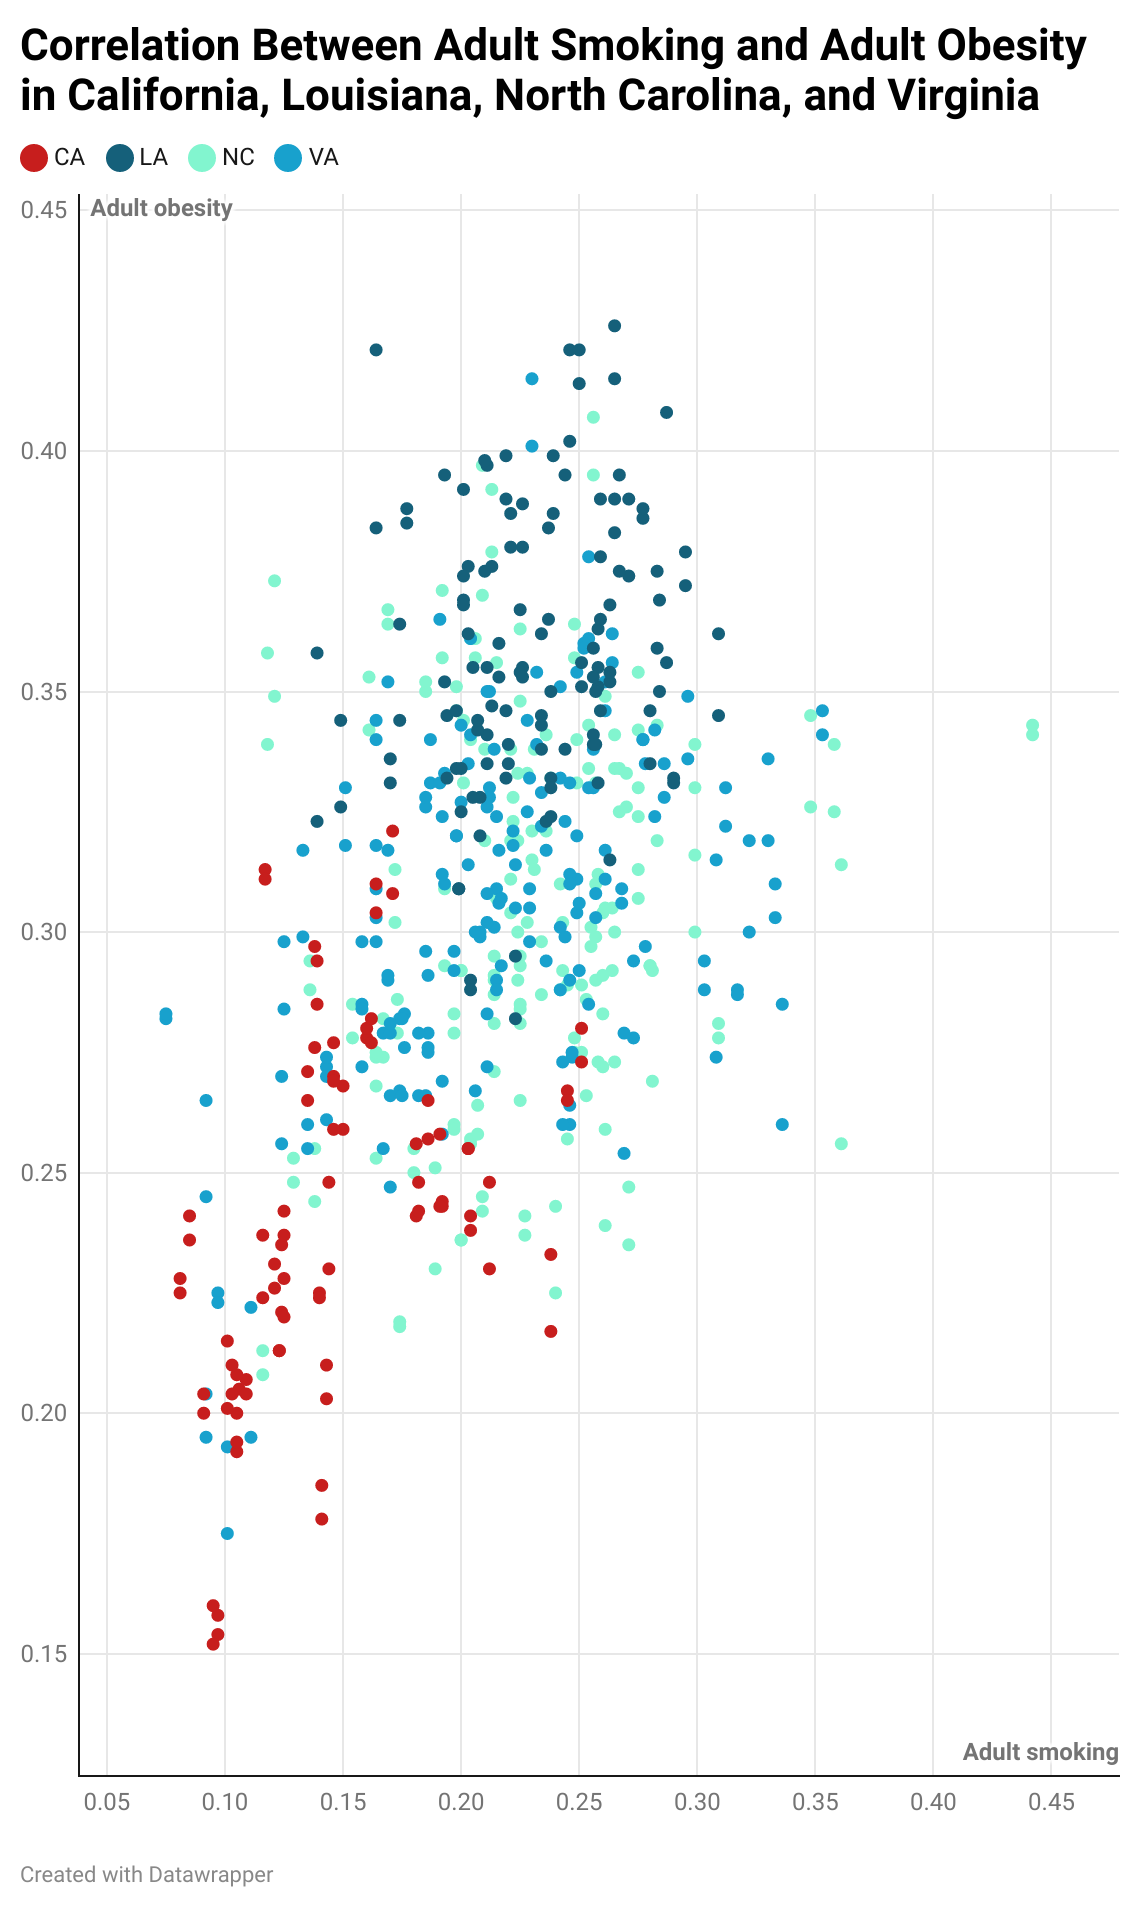 Correlation Between Adult Smoking and Adult Obesity
in California, Louisiana, North Carolina, and Virginia
CA LA NC VA
Adult obesity
0.45
0.40
0.35
0.30
0.25
0.20
0.15
Adult smoking
0.05 0.10 0.15 0.20 0.25 0.30 0.35 0.40 0.45
Created with Datawrapper